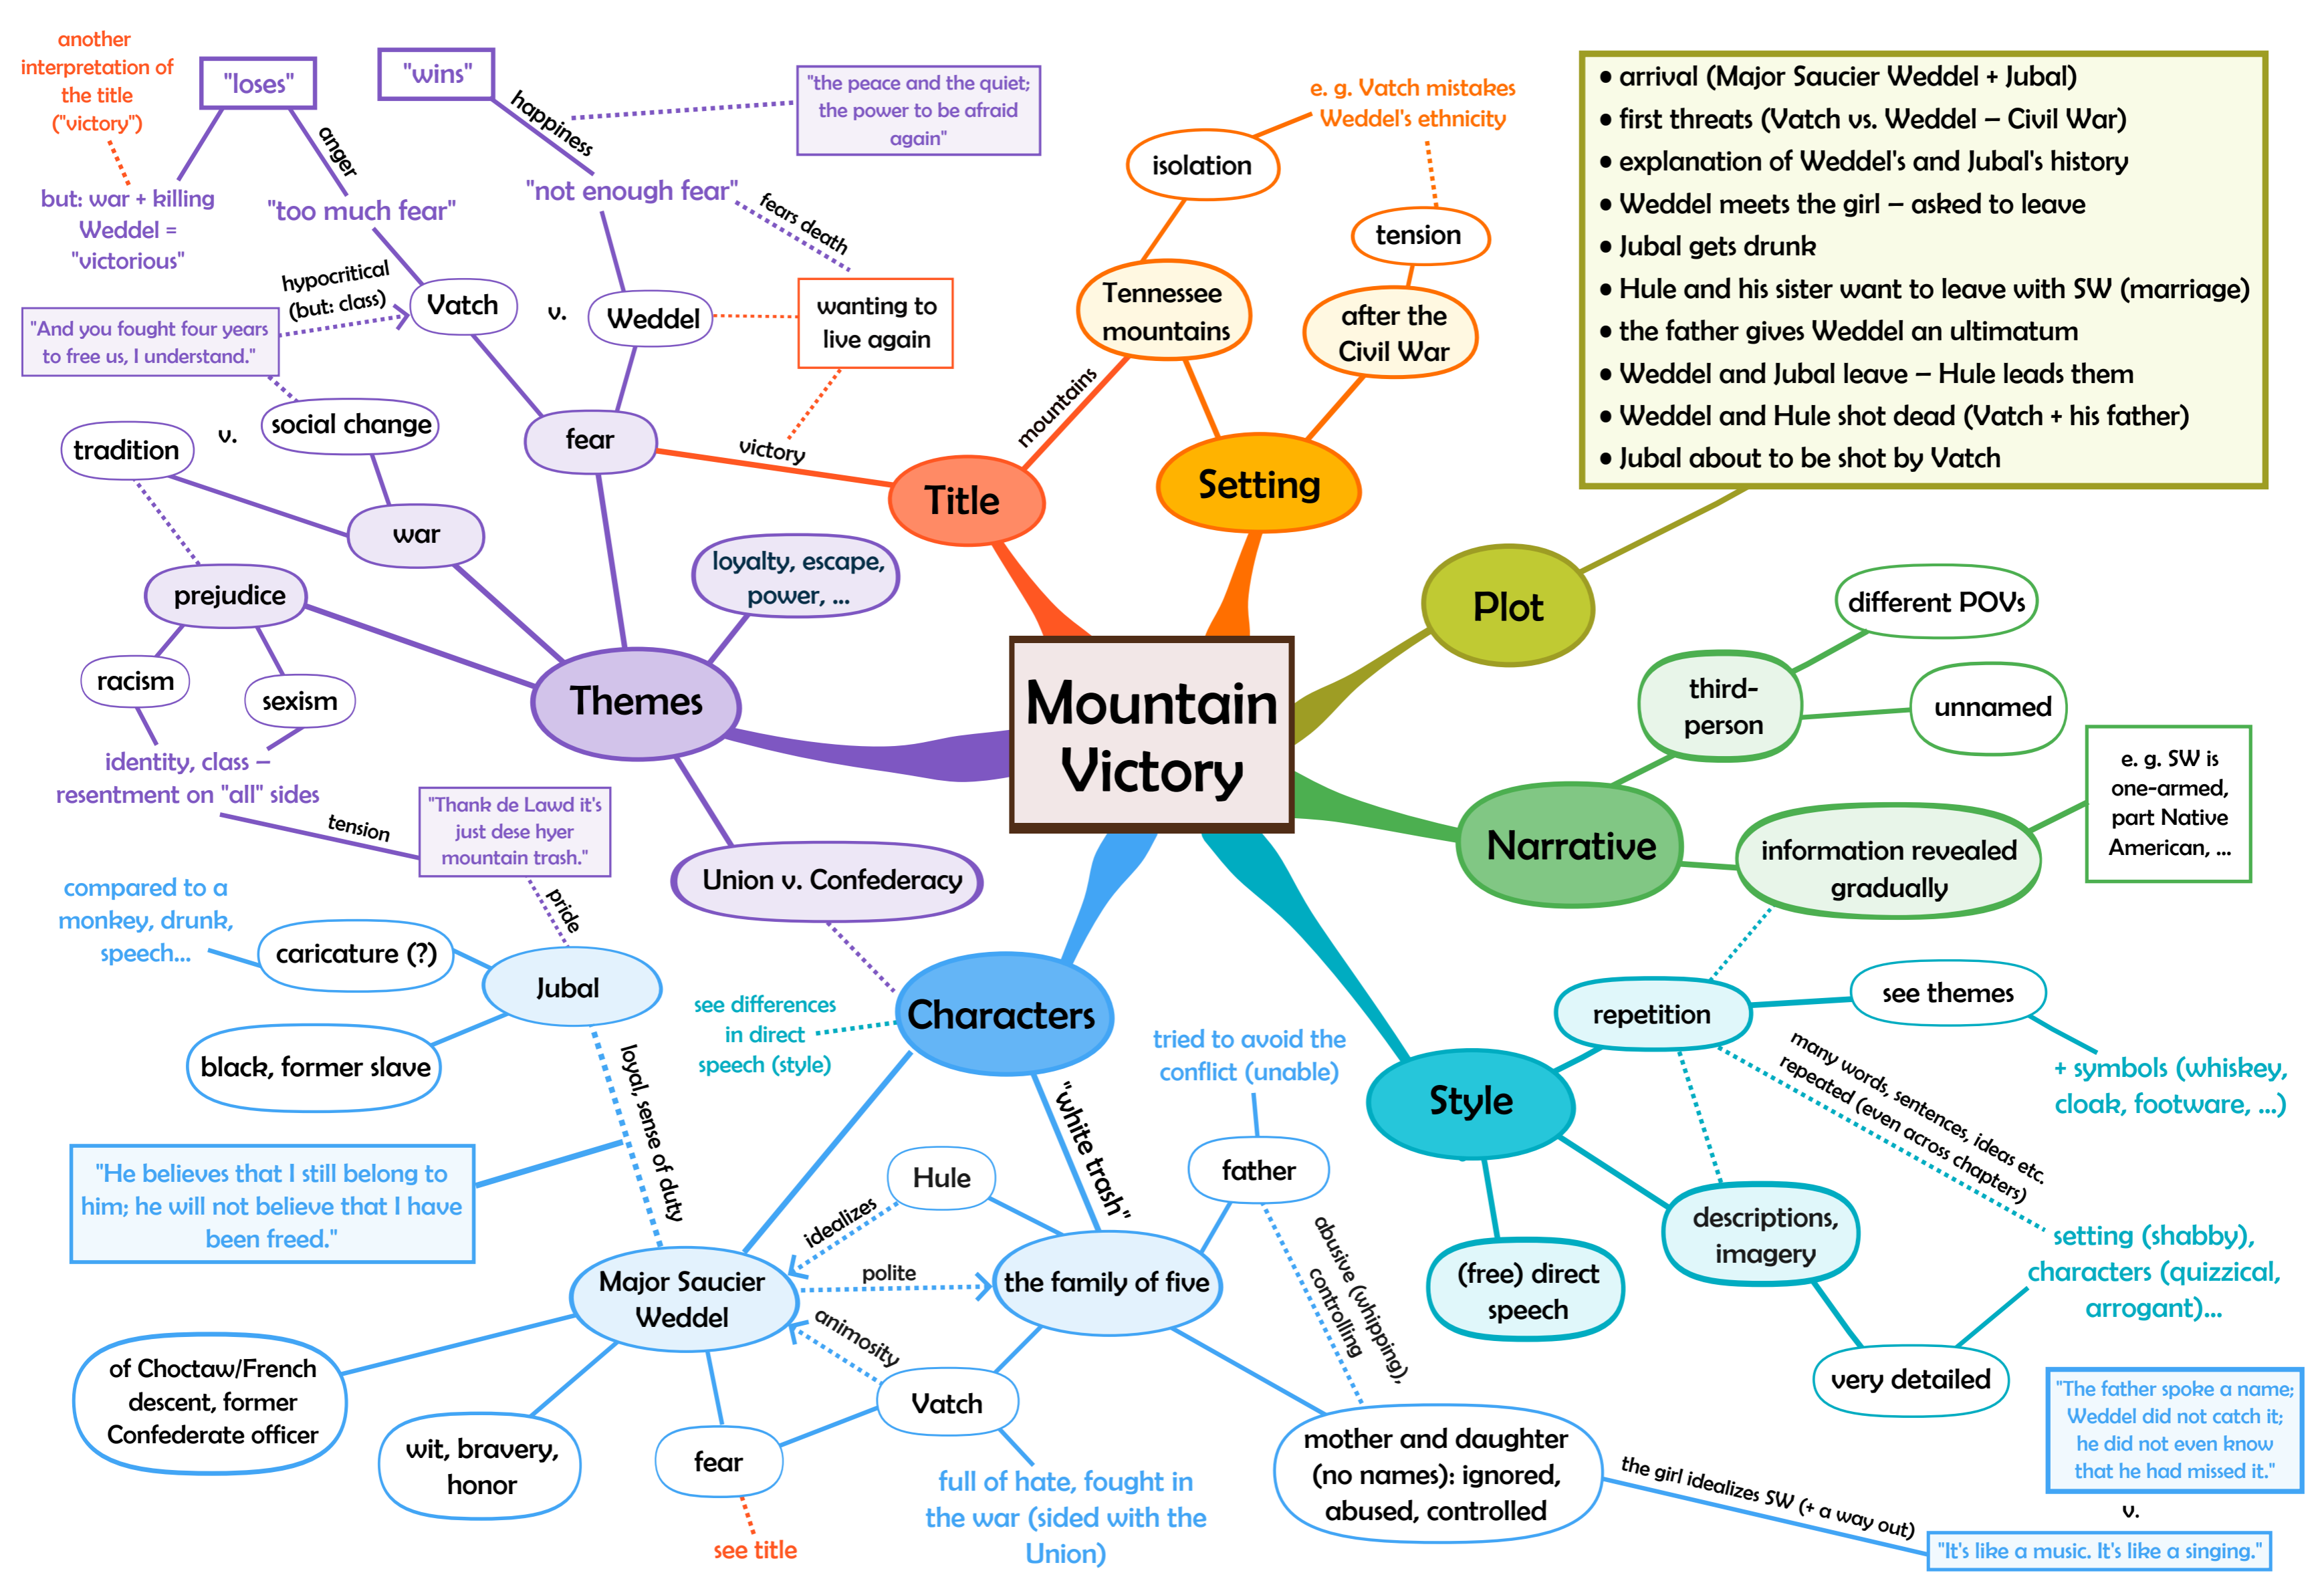 another
interpretation of
the title
("victory")
"loses"
"wins"
happiness
anger
"the peace and the quiet;
the power to be afraid
again"
but: war + killing
Weddel =
"victorious"
"too much fear"
"not enough fear"
fears death
hypocritical
(but: class)
Vatch
v.
Weddel
wanting to
live again
"And you fought four years
to free us, I understand."
tradition
v.
social change
fear
victory
war
prejudice
loyalty, escape,
power, ...
racism
sexism
Themes
identity, class –
resentment on "all" sides
tension
"Thank de Lawd it's
just dese hyer
mountain trash."
Union v. Confederacy
pride
Title
mountains
e. g. Vatch mistakes
Weddel's ethnicity
isolation
tension
Tennessee
mountains
after the
Civil War
Setting
• arrival (Major Saucier Weddel + Jubal)
• first threats (Vatch vs. Weddel – Civil War)
• explanation of Weddel's and Jubal's history
• Weddel meets the girl – asked to leave
• Jubal gets drunk
• Hule and his sister want to leave with SW (marriage)
• the father gives Weddel an ultimatum
• Weddel and Jubal leave – Hule leads them
• Weddel and Hule shot dead (Vatch + his father)
• Jubal about to be shot by Vatch
Plot
Mountain
Victory
different POVs
third-
person
unnamed
Narrative
information revealed
gradually
e. g. SW is
one-armed,
part Native
American, ...
compared to a
monkey, drunk,
speech...
caricature (?)
Jubal
black, former slave
see differences
in direct
speech (style)
Characters
loyal, sense of duty
"He believes that I still belong to
him; he will not believe that I have
been freed."
"white trash"
tried to avoid the
conflict (unable)
Hule
father
idealizes
Major Saucier
Weddel
polite
the family of five
animosity
abusive (whipping),
controlling
of Choctaw/French
descent, former
Confederate officer
wit, bravery,
honor
fear
see title
Vatch
full of hate, fought in
the war (sided with the
Union)
mother and daughter
(no names): ignored,
abused, controlled
the girl idealizes SW (+ a way out)
Style
repetition
see themes
+ symbols (whiskey,
cloak, footware, ...)
many words, sentences, ideas etc.
repeated (even across chapters)
descriptions,
imagery
(free) direct
speech
setting (shabby),
characters (quizzical,
arrogant)...
very detailed
"The father spoke a name;
Weddel did not catch it;
he did not even know
that he had missed it."
v.
"It's like a music. It's like a singing."